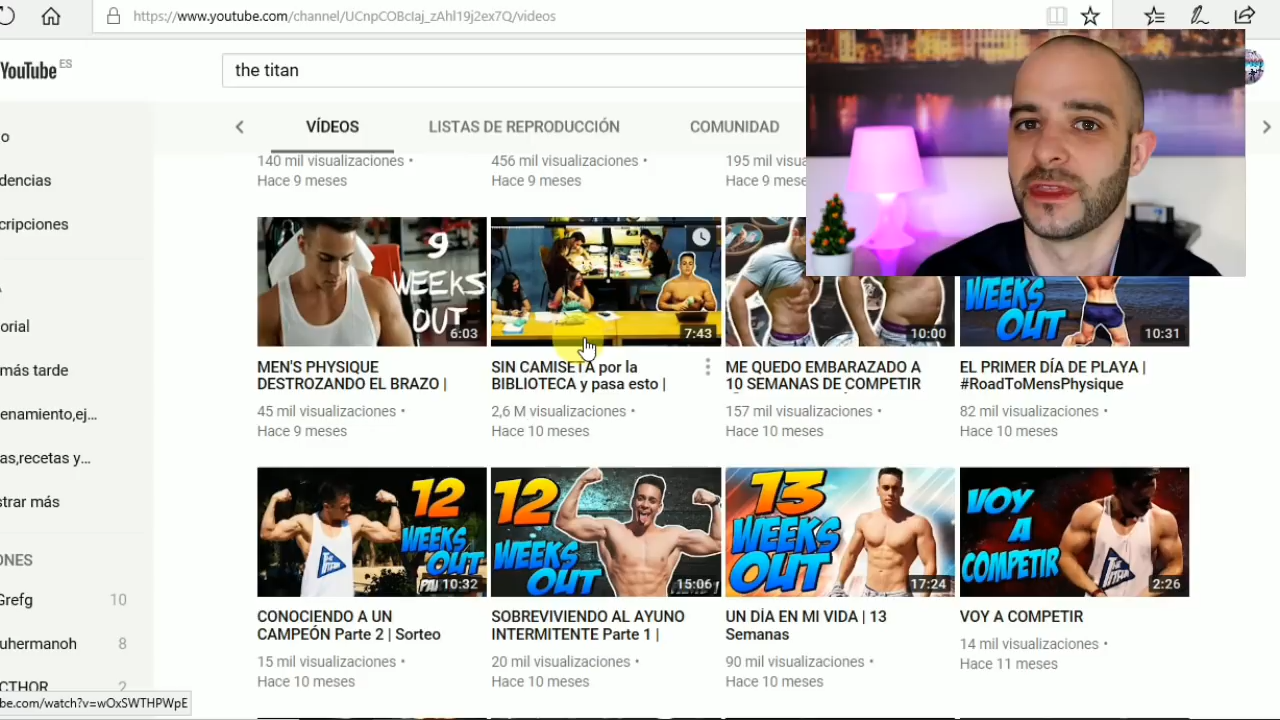 https://www.youtube.com/channel/UCnpCOBcIaj_zAhl19j2ex7Q/videos
YouTube ES
the titan
VÍDEOS
LISTAS DE REPRODUCCIÓN
COMUNIDAD
140 mil visualizaciones •
Hace 9 meses
456 mil visualizaciones •
Hace 9 meses
195 mil visua
Hace 9 mese
o
dencias
cripciones
orial
más tarde
enamiento,ej...
as,recetas y...
strar más
ONES
Grefg 10
uhermanoh 8
CTHOR 2
9
WEEKS
OUT
6:03
MEN'S PHYSIQUE
DESTROZANDO EL BRAZO |
45 mil visualizaciones •
Hace 9 meses
7:43
SIN CAMISETA por la
BIBLIOTECA y pasa esto |
2,6 M visualizaciones •
Hace 10 meses
10:00
ME QUEDO EMBARAZADO A
10 SEMANAS DE COMPETIR
157 mil visualizaciones •
Hace 10 meses
WEEKS
OUT
10:31
EL PRIMER DÍA DE PLAYA |
#RoadToMensPhysique
82 mil visualizaciones •
Hace 10 meses
12
WEEKS
OUT
THE TITAN
10:32
CONOCIENDO A UN
CAMPEÓN Parte 2 | Sorteo
15 mil visualizaciones •
Hace 10 meses
12
WEEKS
OUT
15:06
SOBREVIVIENDO AL AYUNO
INTERMITENTE Parte 1 |
20 mil visualizaciones •
Hace 10 meses
13
WEEKS
OUT
17:24
UN DÍA EN MI VIDA | 13
Semanas
90 mil visualizaciones •
Hace 10 meses
VOY
A
COMPETIR
THE TITAN
2:26
VOY A COMPETIR
14 mil visualizaciones •
Hace 11 meses
be.com/watch?v=wOxSWTHPWpE